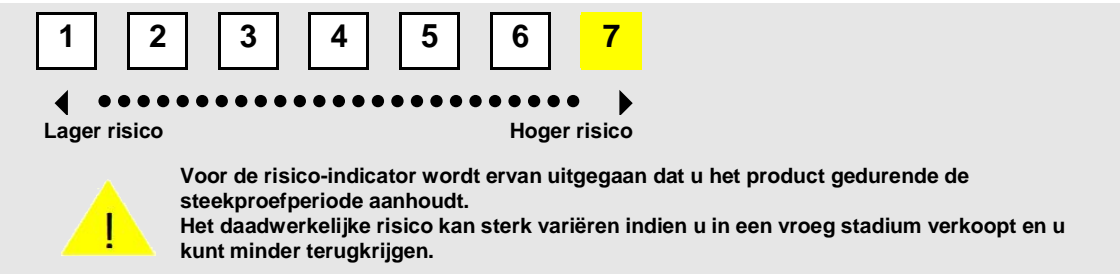 1 2 3 4 5 6 7
Lager risico Hoger risico
!
Voor de risico-indicator wordt ervan uitgegaan dat u het product gedurende de
steekproefperiode aanhoudt.
Het daadwerkelijke risico kan sterk variëren indien u in een vroeg stadium verkoopt en u
kunt minder terugkrijgen.